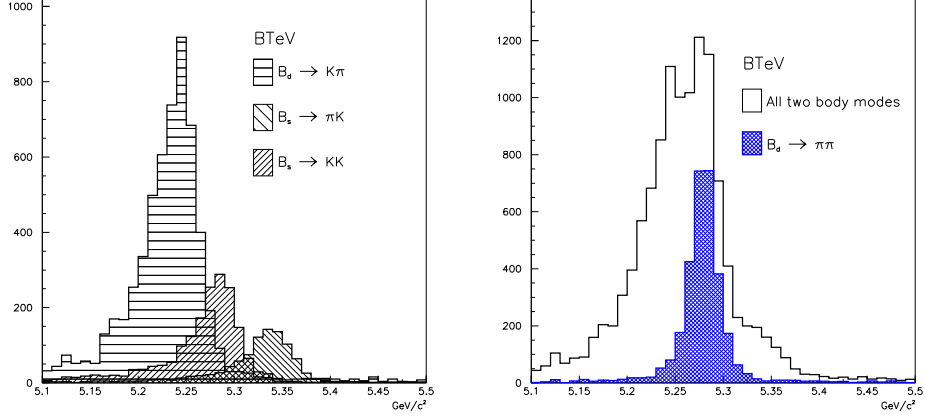 1000
800
600
400
200
0
BTeV
B_d → Kπ
B_s → πK
B_s → KK
5.1 5.15 5.2 5.25 5.3 5.35 5.4 5.45 5.5
GeV/c²
1200
1000
800
600
400
200
0
BTeV
All two body modes
B_d → ππ
5.1 5.15 5.2 5.25 5.3 5.35 5.4 5.45 5.5
GeV/c²